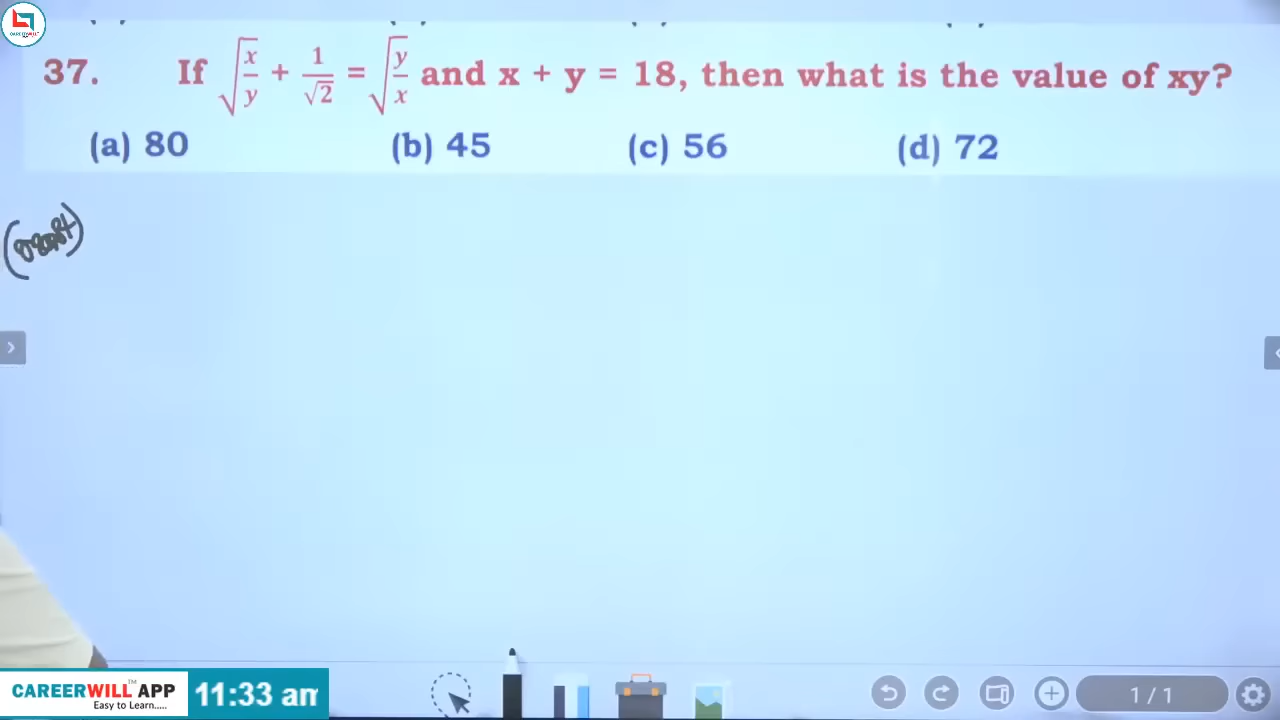 CAREERWILL
37. If √x/y + 1/√2 = √y/x and x + y = 18, then what is the value of xy?
(a) 80 (b) 45 (c) 56 (d) 72
CAREERWILL™APP
Easy to Learn.....
11:33 am
1 / 1